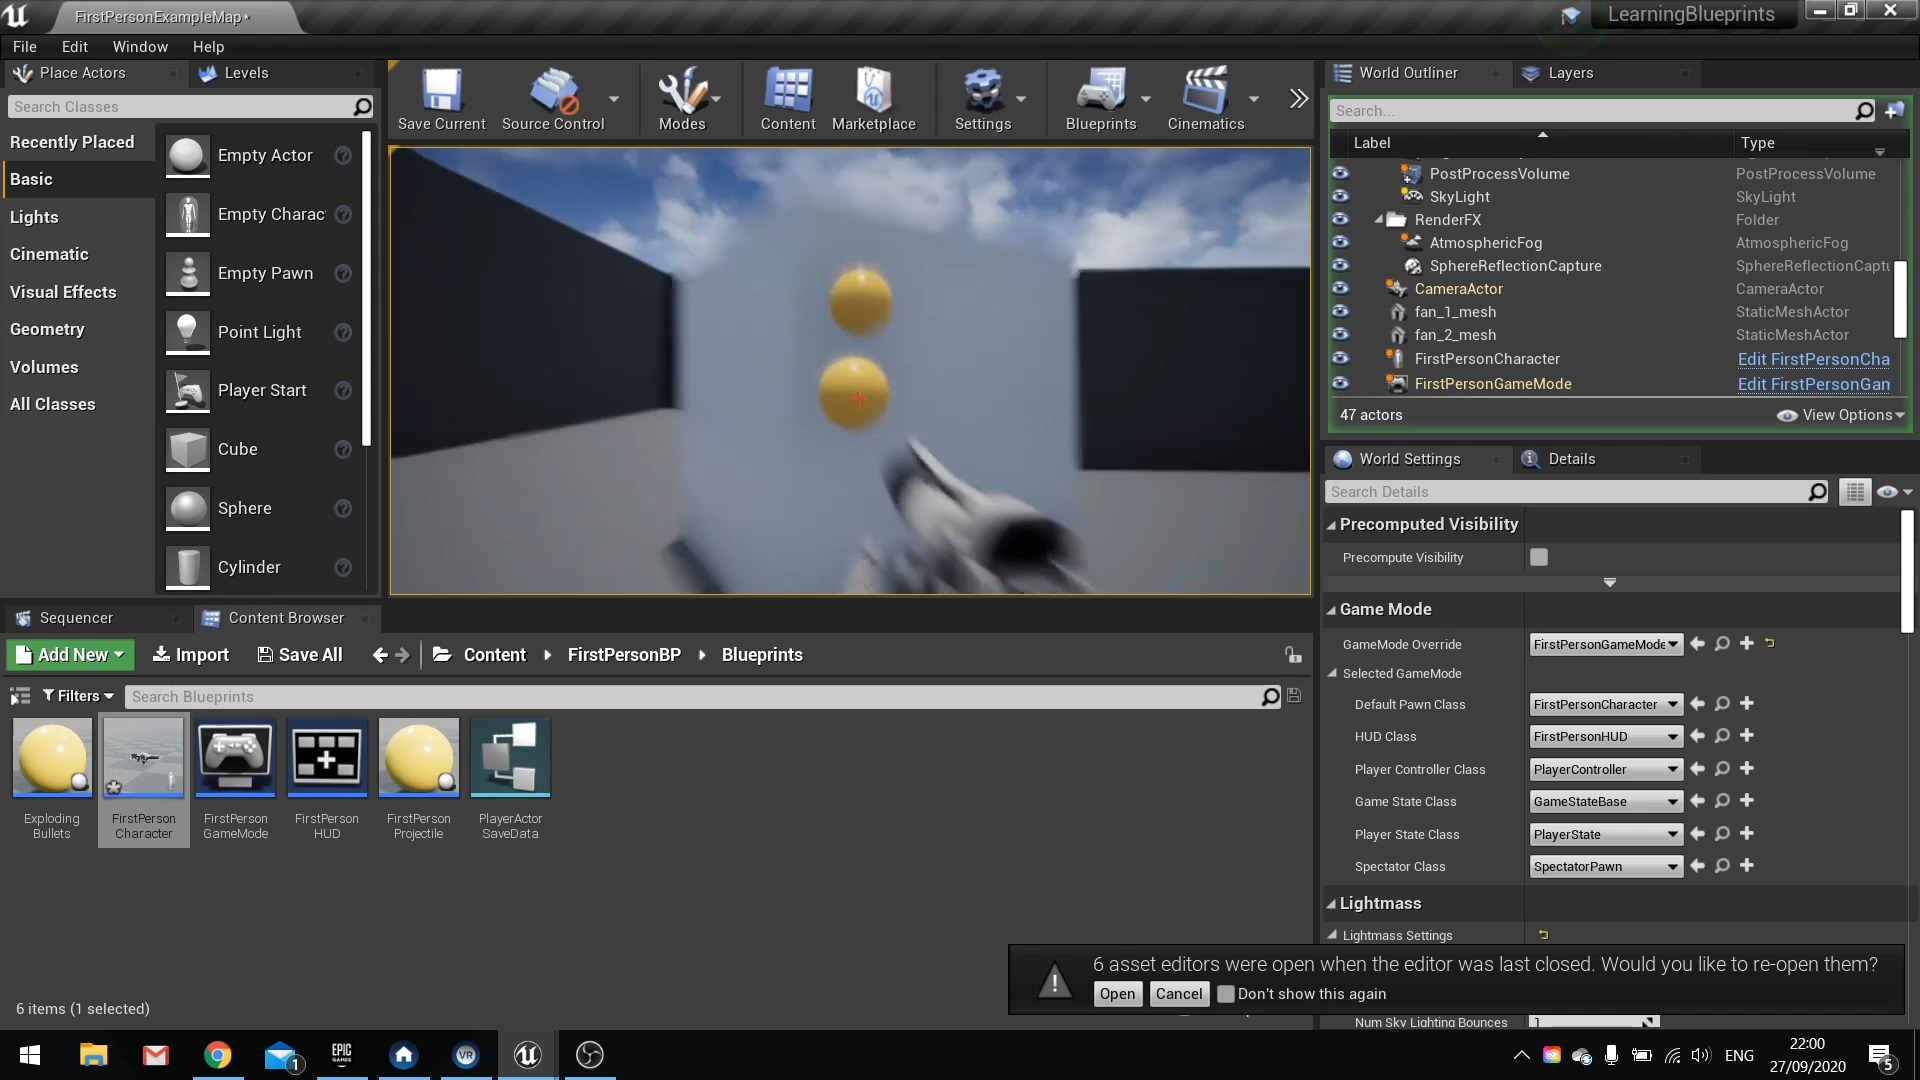 FirstPersonExampleMap*
LearningBlueprints
File Edit Window Help
Place Actors
Levels
Search Classes
Recently Placed
Basic
Lights
Cinematic
Visual Effects
Geometry
Volumes
All Classes
Empty Actor
Empty Charac
Empty Pawn
Point Light
Player Start
Cube
Sphere
Cylinder
Save Current
Source Control
Modes
Content
Marketplace
Settings
Blueprints
Cinematics
World Outliner
Layers
Search...
Label Type
PostProcessVolume PostProcessVolume
SkyLight SkyLight
RenderFX Folder
AtmosphericFog AtmosphericFog
SphereReflectionCapture SphereReflectionCaptu
CameraActor CameraActor
fan_1_mesh StaticMeshActor
fan_2_mesh StaticMeshActor
FirstPersonCharacter Edit FirstPersonCha
FirstPersonGameMode Edit FirstPersonGam
47 actors
View Options
World Settings
Details
Search Details
Precomputed Visibility
Precompute Visibility
Game Mode
GameMode Override FirstPersonGameMode
Selected GameMode
Default Pawn Class FirstPersonCharacter
HUD Class FirstPersonHUD
Player Controller Class PlayerController
Game State Class GameStateBase
Player State Class PlayerState
Spectator Class SpectatorPawn
Lightmass
Lightmass Settings
Num Sky Lighting Bounces 1
Sequencer
Content Browser
Add New Import Save All Content FirstPersonBP Blueprints
Filters
Search Blueprints
Exploding
Bullets
FirstPerson
Character
FirstPerson
GameMode
FirstPerson
HUD
FirstPerson
Projectile
PlayerActor
SaveData
6 items (1 selected)
6 asset editors were open when the editor was last closed. Would you like to re-open them?
Open Cancel Don't show this again
1
EPIC
GAMES
VR
ENG
22:00
27/09/2020
5